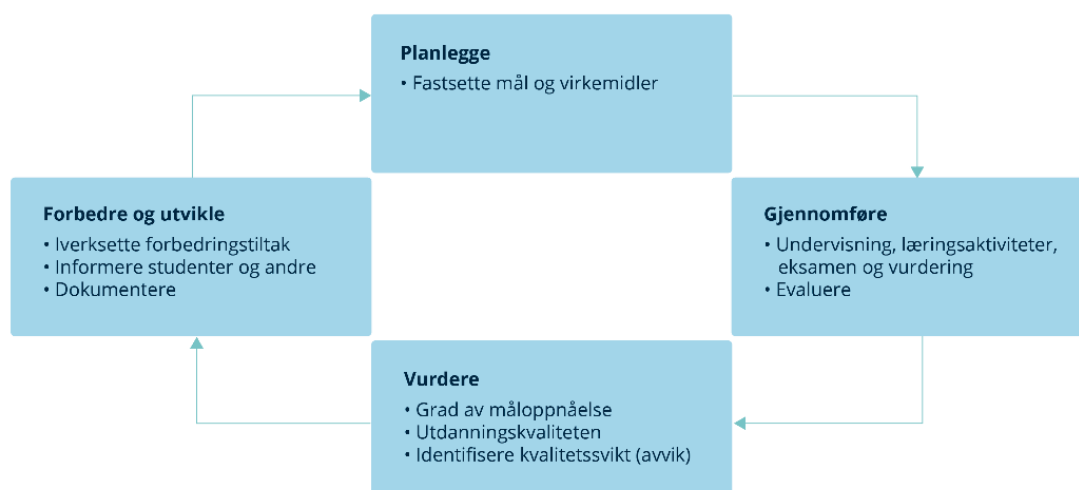 Planlegge
• Fastsette mål og virkemidler
Forbedre og utvikle
• Iverksette forbedringstiltak
• Informere studenter og andre
• Dokumentere
Gjennomføre
• Undervisning, læringsaktiviteter,
eksamen og vurdering
• Evaluere
Vurdere
• Grad av måloppnåelse
• Utdanningskvaliteten
• Identifisere kvalitetssvikt (avvik)